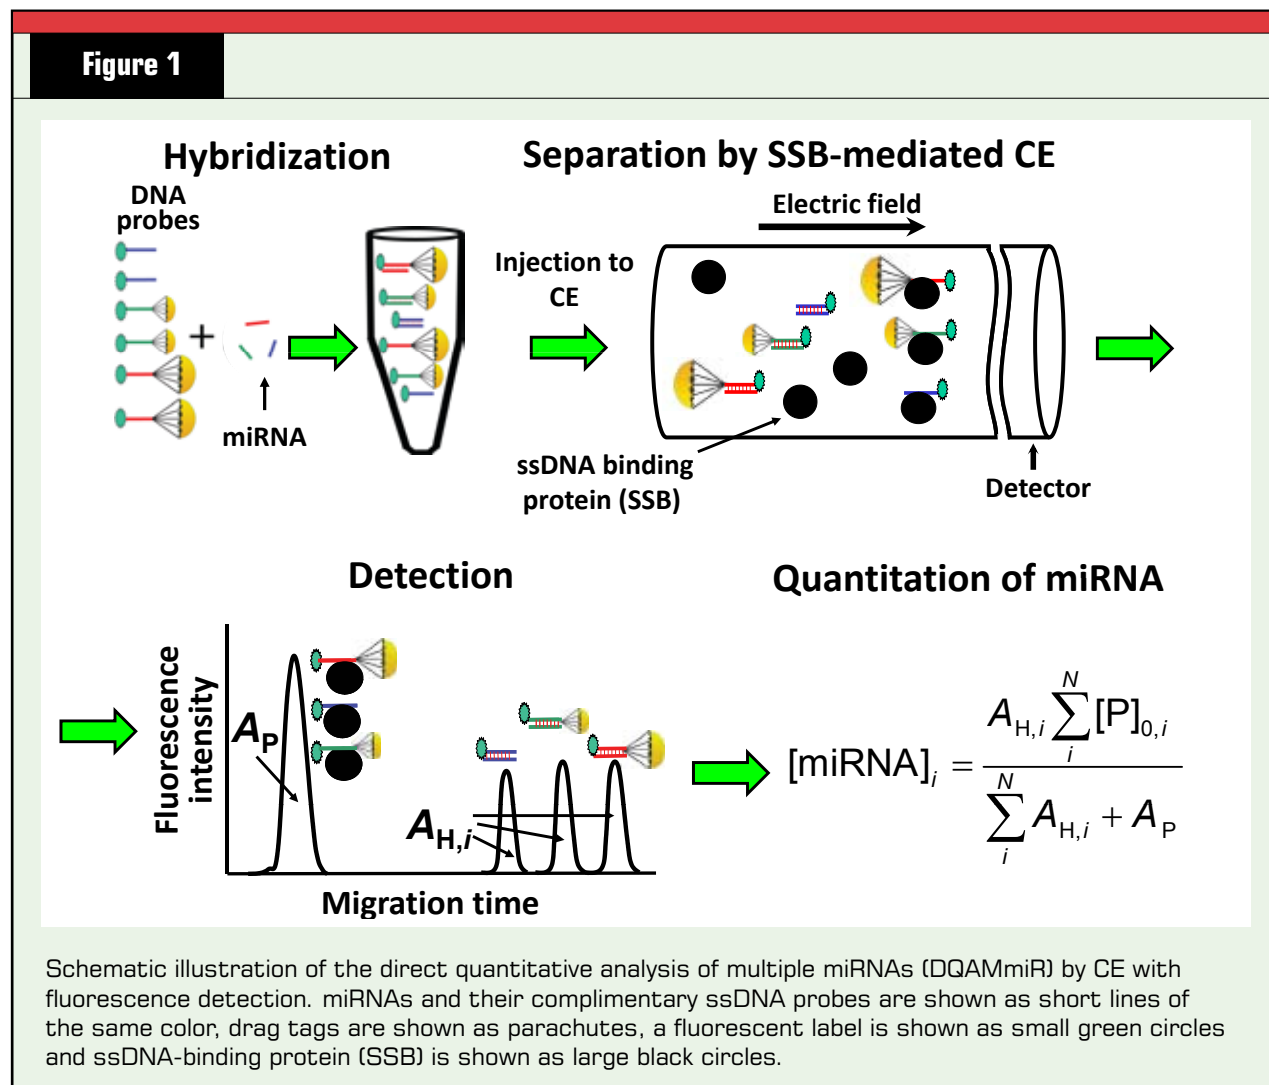 Figure 1
Hybridization
Separation by SSB-mediated CE
DNA
probes
+
miRNA
Injection to
CE
Electric field
ssDNA binding
protein (SSB)
Detector
Detection
Quantitation of miRNA
Fluorescence
intensity
A_P
A_H,i
Migration time
[miRNA]_i = (A_H,i ∑_i^N [P]_0,i) / (∑_i^N A_H,i + A_P)
Schematic illustration of the direct quantitative analysis of multiple miRNAs (DQAMmiR) by CE with
fluorescence detection. miRNAs and their complimentary ssDNA probes are shown as short lines of
the same color, drag tags are shown as parachutes, a fluorescent label is shown as small green circles
and ssDNA-binding protein (SSB) is shown as large black circles.